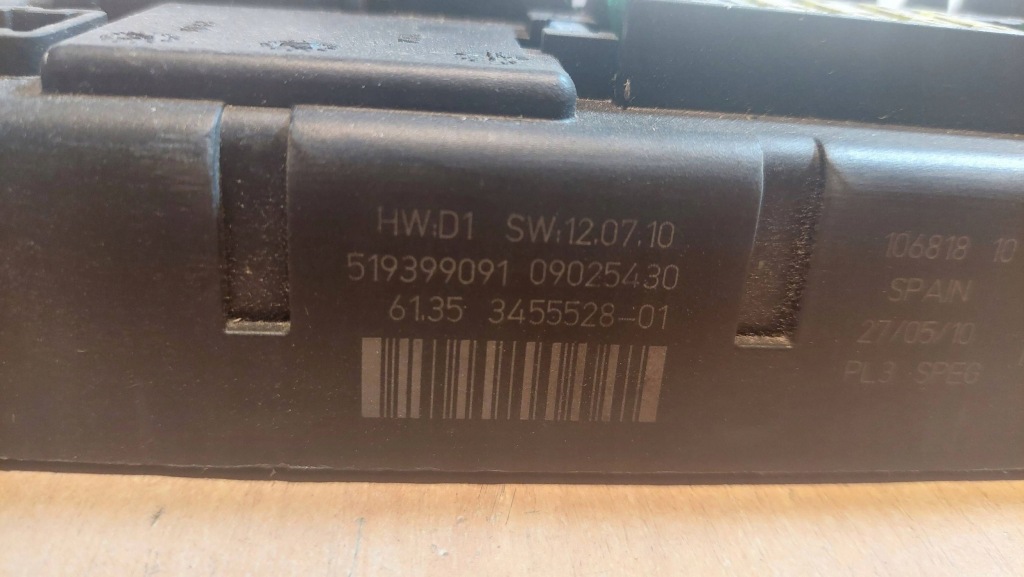 HW:D1 SW:12.07.10
519399091 09025430
61.35 3455528-01
106818 10
SPAIN
27/05/10
PL3 SPEG